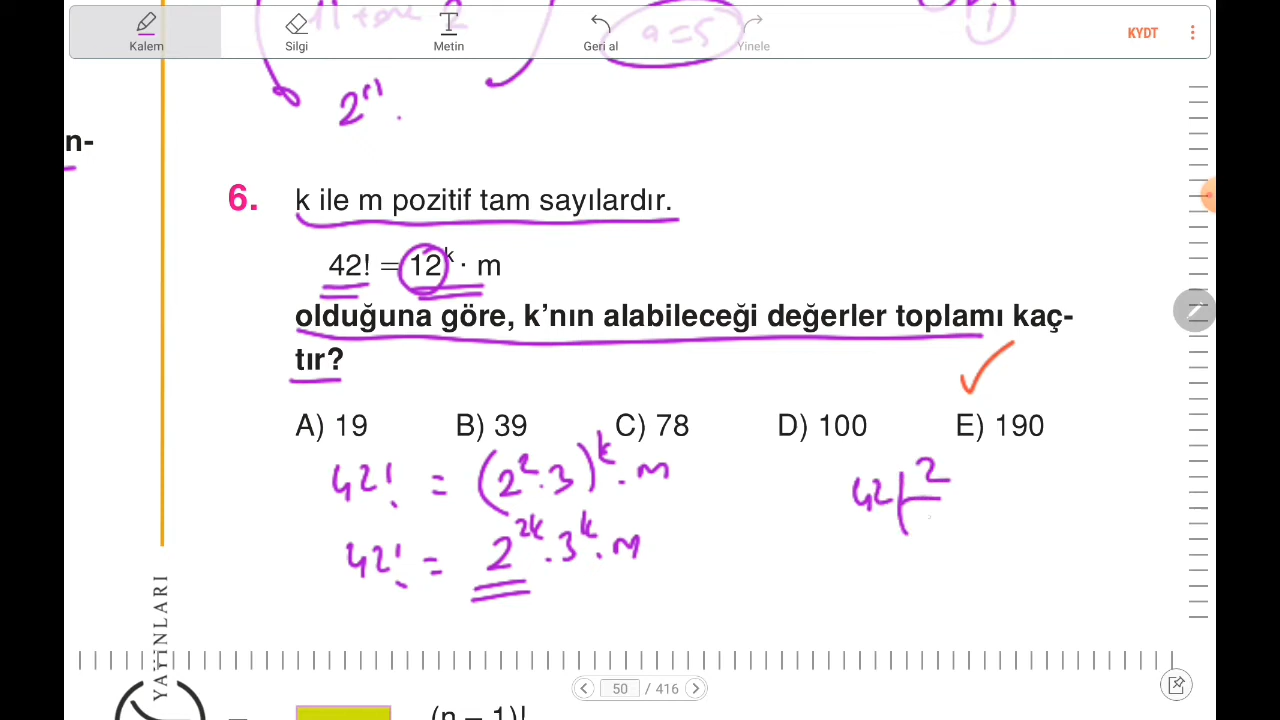 Kalem Silgi Metin Geri al Yinele KYDT
a = 5
n-
6. k ile m pozitif tam sayılardır.
42! = 12^k · m
olduğuna göre, k'nın alabileceği değerler toplamı kaç-
tır?
A) 19 B) 39 C) 78 D) 100 E) 190
42! = (2^2 . 3)^k . m
42 | 2
42! = 2^2k . 3^k . m
YAYINLARI
50 / 416
(n – 1)!